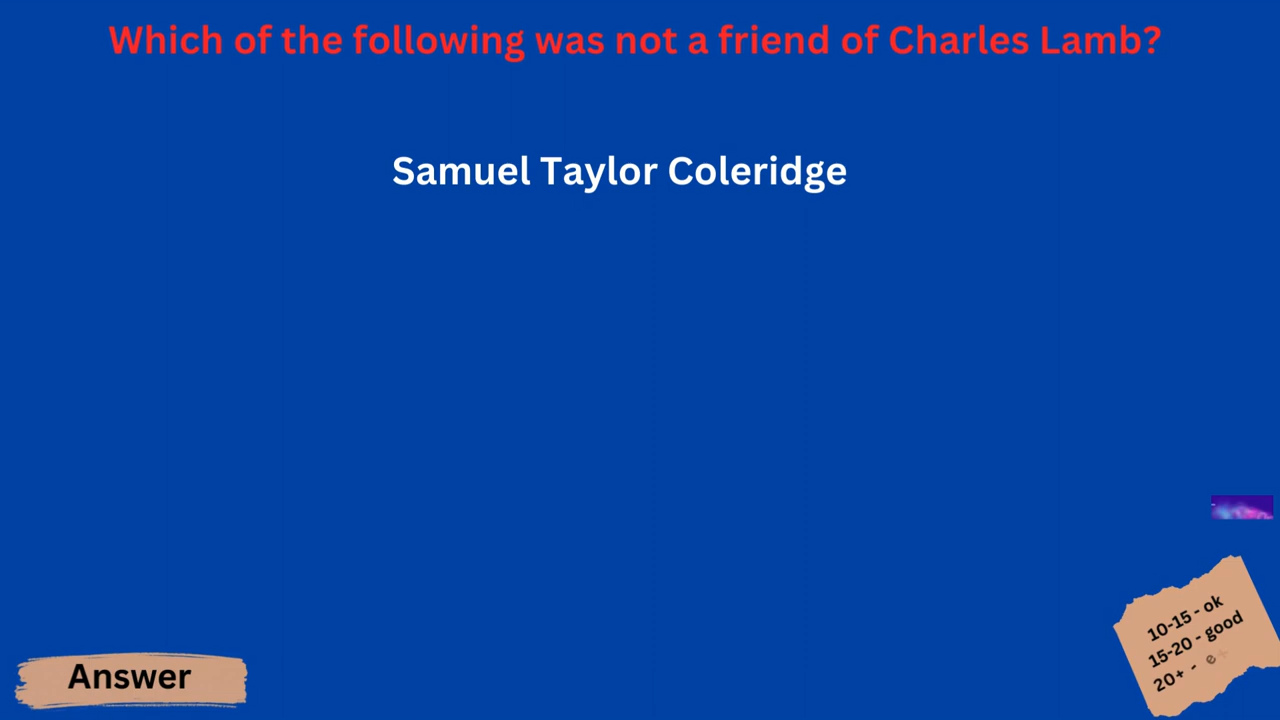 Which of the following was not a friend of Charles Lamb?
Samuel Taylor Coleridge
10-15 - ok
15-20 - good
20+ -
Answer